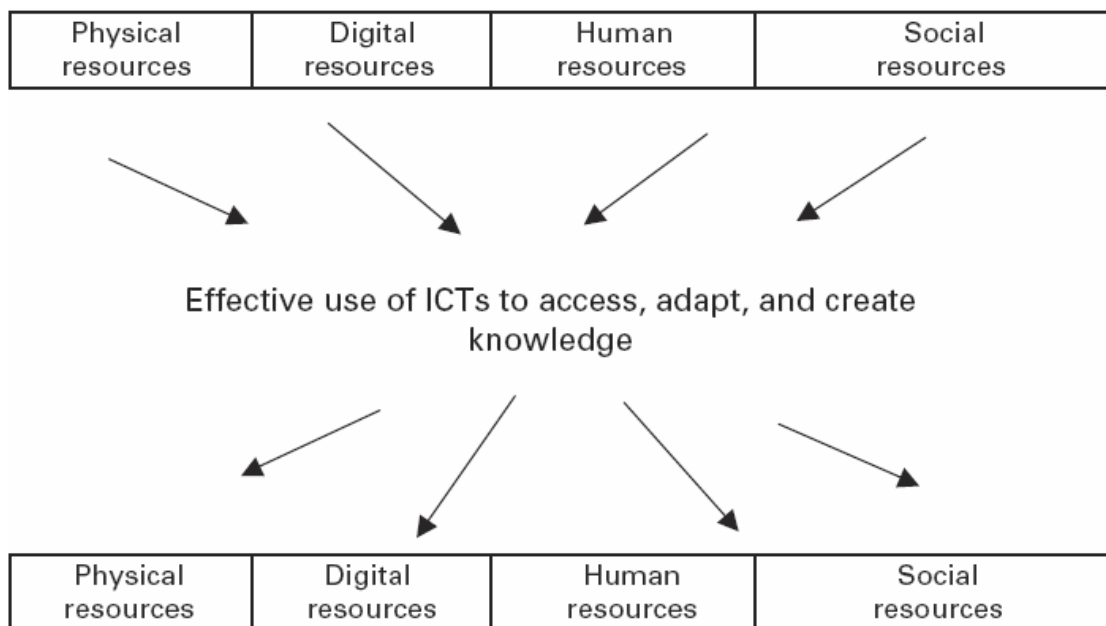 Physical resources
Digital resources
Human resources
Social resources
Effective use of ICTs to access, adapt, and create
knowledge
Physical resources
Digital resources
Human resources
Social resources